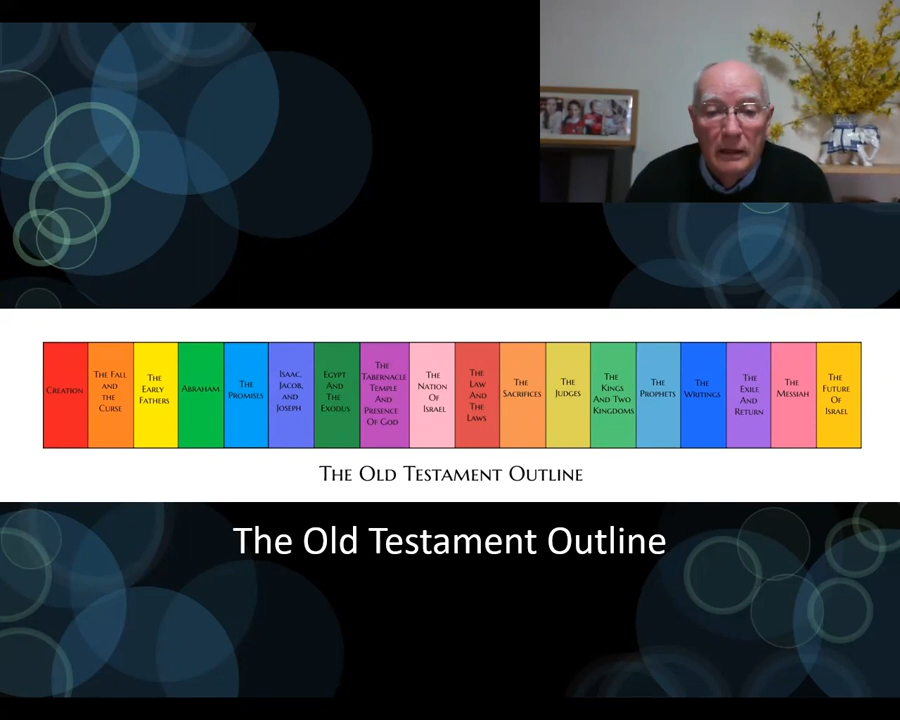 Creation
The Fall
and
the
Curse
The
Early
Fathers
Abraham
The
Promises
Isaac,
Jacob,
and
Joseph
Egypt
And
The
Exodus
The
Tabernacle
Temple
And
Presence
Of God
The
Nation
Of
Israel
The
Law
And
The
Laws
The
Sacrifices
The
Judges
The
Kings
And Two
Kingdoms
The
Prophets
The
Writings
The
Exile
And
Return
The
Messiah
The
Future
Of
Israel
The Old Testament Outline
The Old Testament Outline